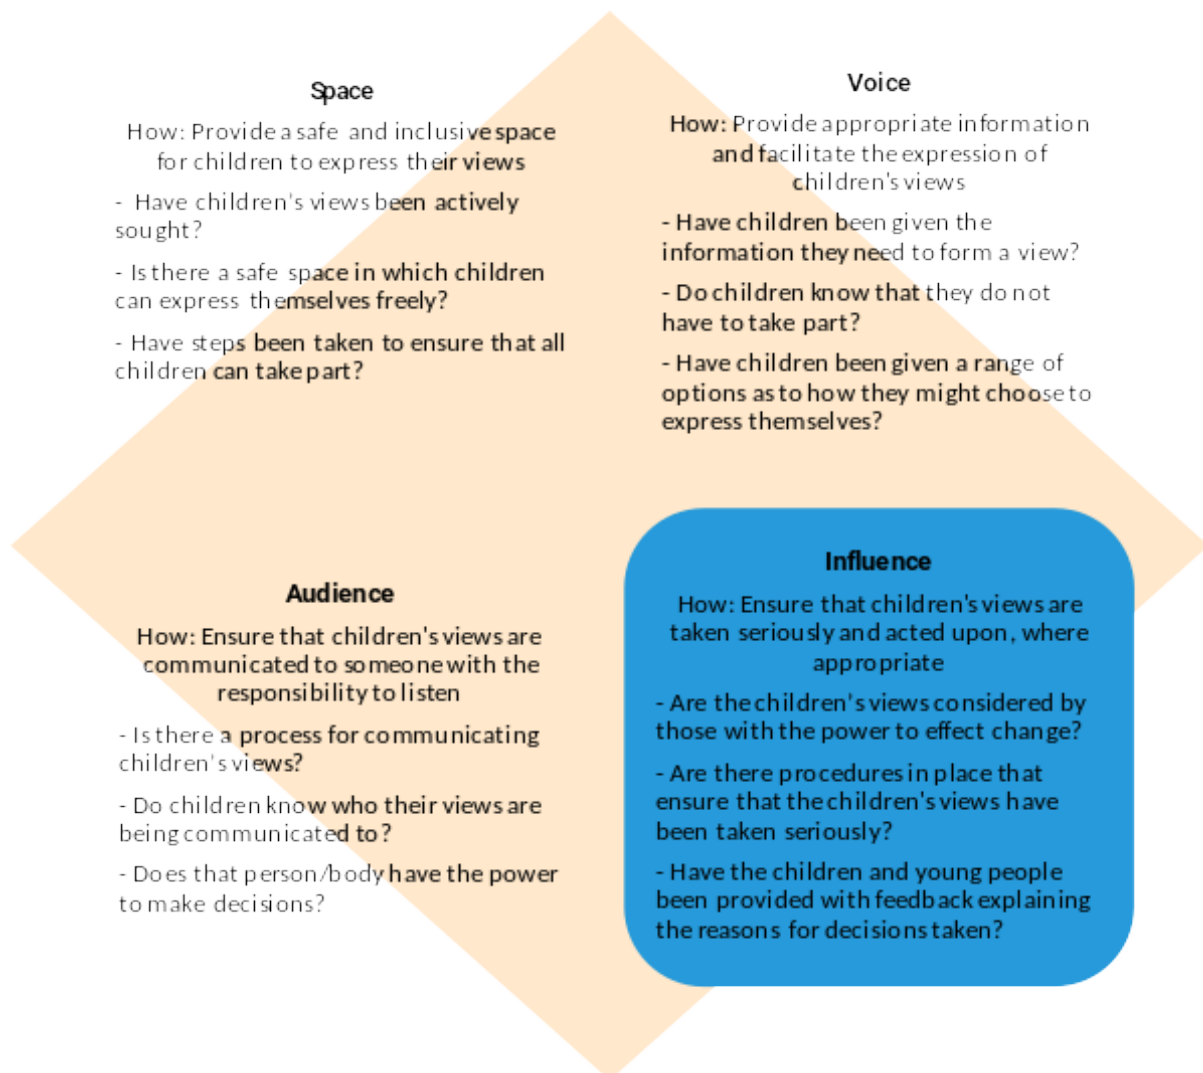 Space
How: Provide a safe and inclusive space
for children to express their views
- Have children's views been actively
sought?
- Is there a safe space in which children
can express themselves freely?
- Have steps been taken to ensure that all
children can take part?
Voice
How: Provide appropriate information
and facilitate the expression of
children's views
- Have children been given the
information they need to form a view?
- Do children know that they do not
have to take part?
- Have children been given a range of
options as to how they might choose to
express themselves?
Audience
How: Ensure that children's views are
communicated to someone with the
responsibility to listen
- Is there a process for communicating
children's views?
- Do children know who their views are
being communicated to?
- Does that person/body have the power
to make decisions?
Influence
How: Ensure that children's views are
taken seriously and acted upon, where
appropriate
- Are the children's views considered by
those with the power to effect change?
- Are there procedures in place that
ensure that the children's views have
been taken seriously?
- Have the children and young people
been provided with feedback explaining
the reasons for decisions taken?